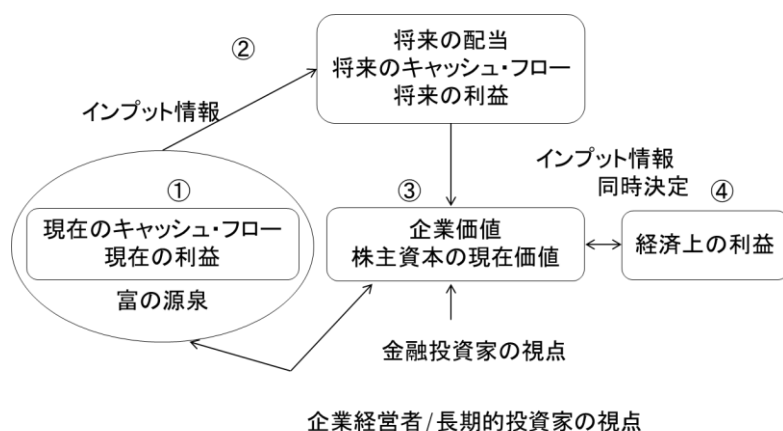 ②
将来の配当
将来のキャッシュ・フロー
将来の利益
インプット情報
インプット情報
同時決定
①
③
④
現在のキャッシュ・フロー
現在の利益
企業価値
株主資本の現在価値
経済上の利益
富の源泉
金融投資家の視点
企業経営者/長期的投資家の視点